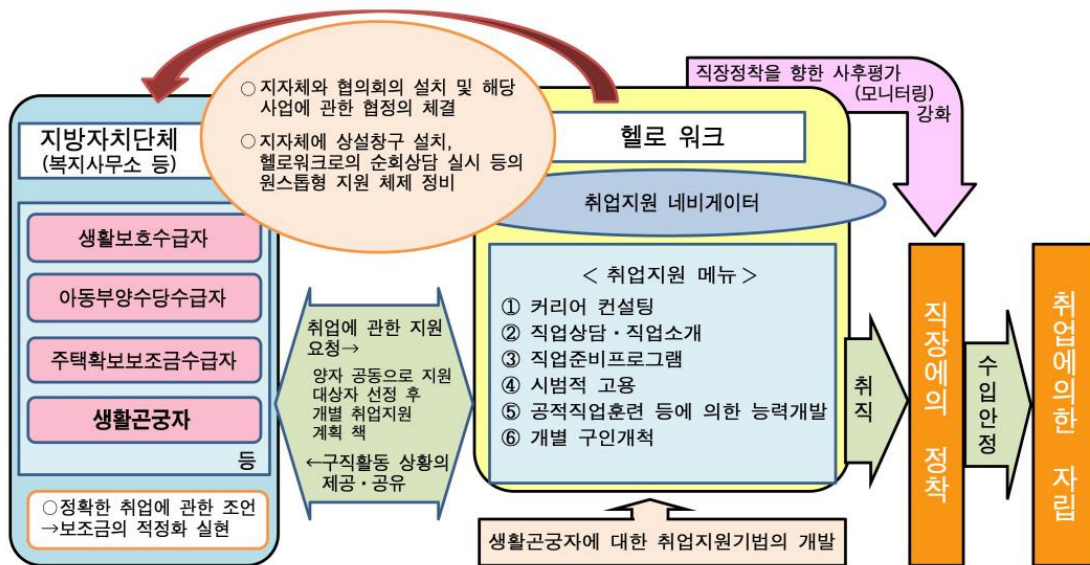 ○지자체와 협의회의 설치 및 해당
사업에 관한 협정의 체결
○지자체에 상설창구 설치,
헬로워크로의 순회상담 실시 등의
원스톱형 지원 체제 정비
직장정착을 향한 사후평가
(모니터링)
강화
지방자치단체
(복지사무소 등)
생활보호수급자
아동부양수당수급자
주택확보보조금수급자
생활곤궁자
등
○정확한 취업에 관한 조언
→보조금의 적정화 실현
취업에 관한 지원
요청→
양자 공동으로 지원
대상자 선정 후
개별 취업지원
계획 책
←구직활동 상황의
제공・공유
헬로 워크
취업지원 네비게이터
< 취업지원 메뉴 >
① 커리어 컨설팅
② 직업상담・직업소개
③ 직업준비프로그램
④ 시범적 고용
⑤ 공적직업훈련 등에 의한 능력개발
⑥ 개별 구인개척
생활곤궁자에 대한 취업지원기법의 개발
취직
직장에의 정착
수입안정
취업에의한 자립